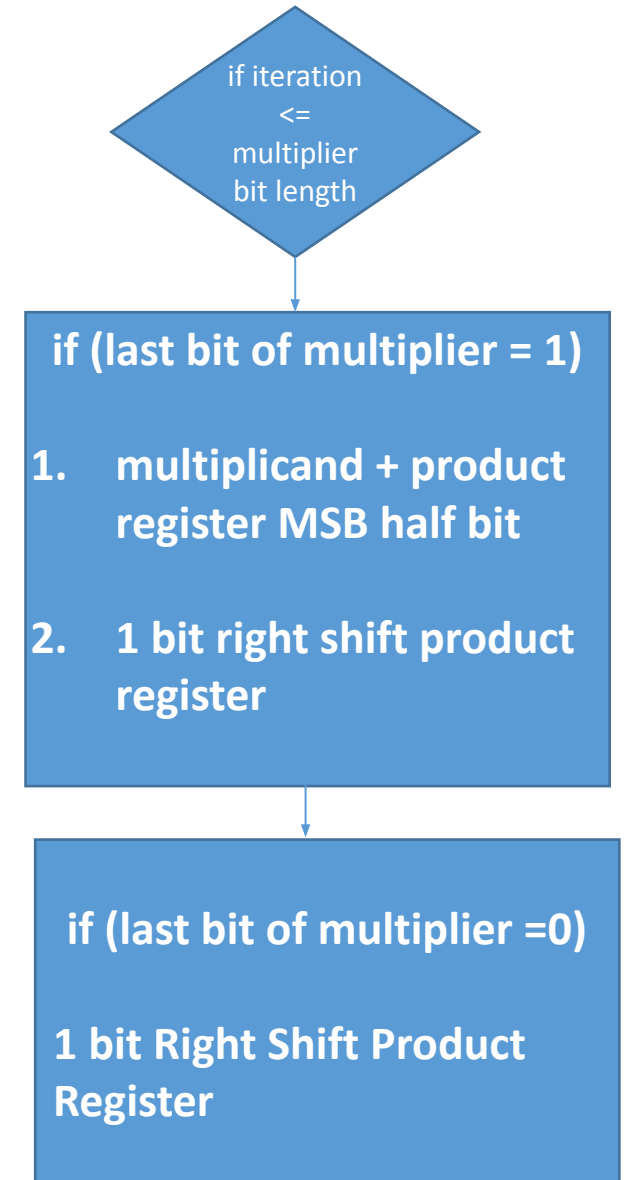 if iteration
<=
multiplier
bit length
if (last bit of multiplier = 1)
1. multiplicand + product
register MSB half bit
2. 1 bit right shift product
register
if (last bit of multiplier =0)
1 bit Right Shift Product
Register